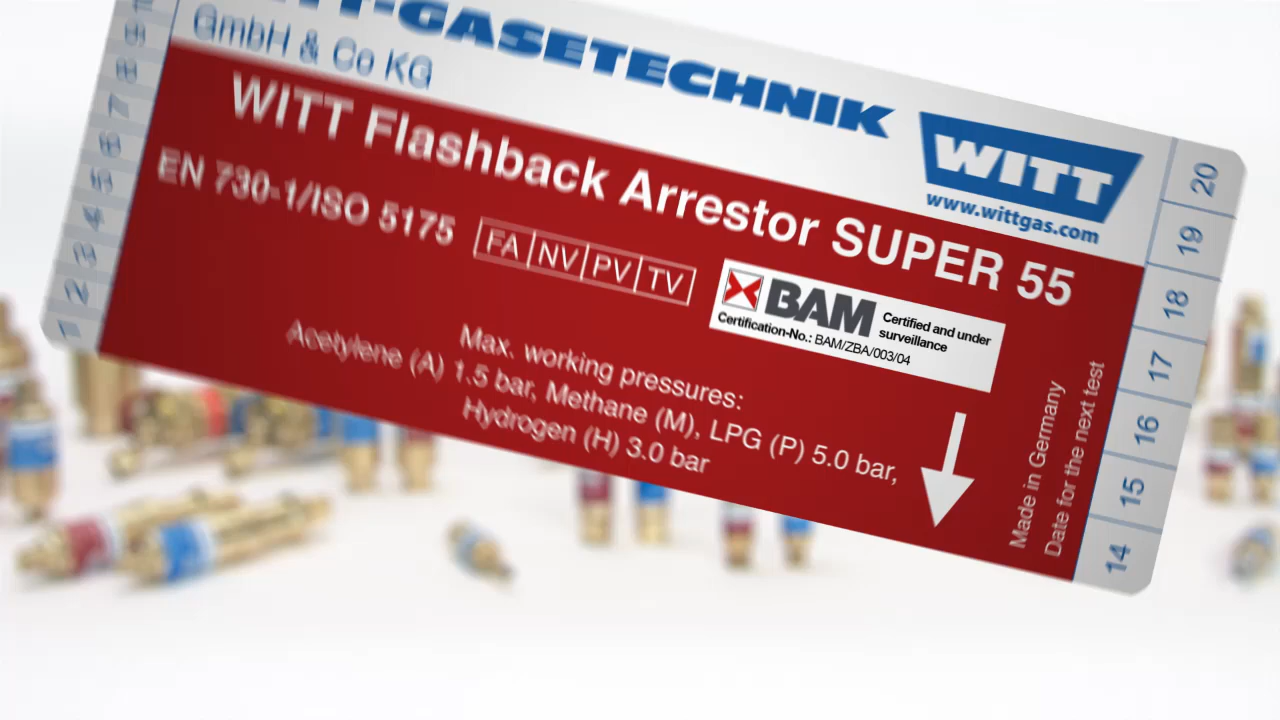 -GASETECHNIK
GmbH & Co KG
WITT
www.wittgas.com
WITT Flashback Arrestor SUPER 55
EN 730-1/ISO 5175
FA NV PV TV
BAM
Certified and under
surveillance
Certification-No.: BAM/ZBA/003/04
Max. working pressures:
Acetylene (A) 1.5 bar, Methane (M), LPG (P) 5.0 bar,
Hydrogen (H) 3.0 bar
Made in Germany
Date for the next test
1 2 3 4 5 6 7 8 9
14 15 16 17 18 19 20